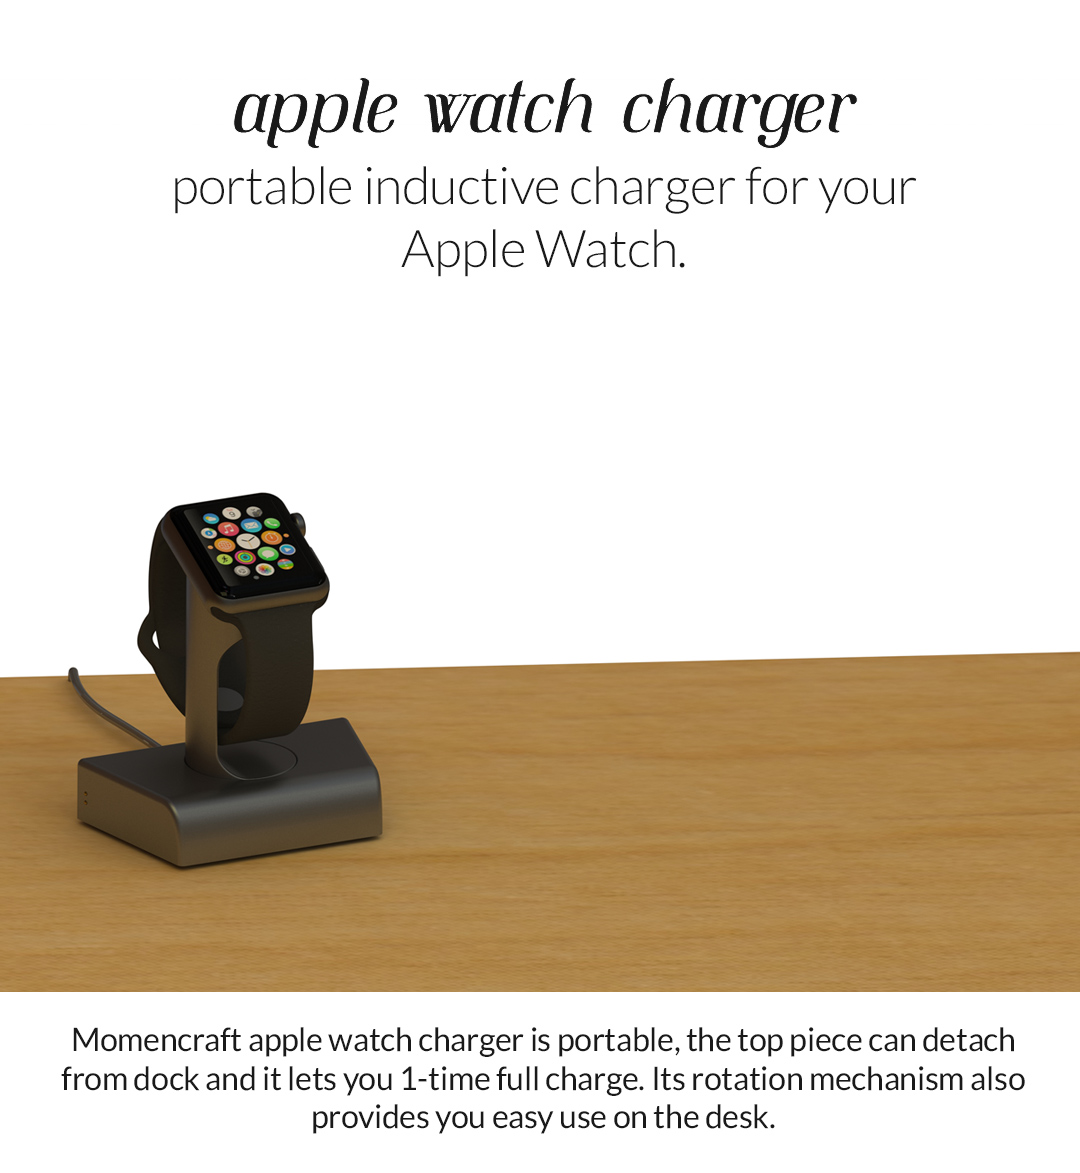 apple watch charger
portable inductive charger for your
Apple Watch.
Momencraft apple watch charger is portable, the top piece can detach
from dock and it lets you 1-time full charge. Its rotation mechanism also
provides you easy use on the desk.